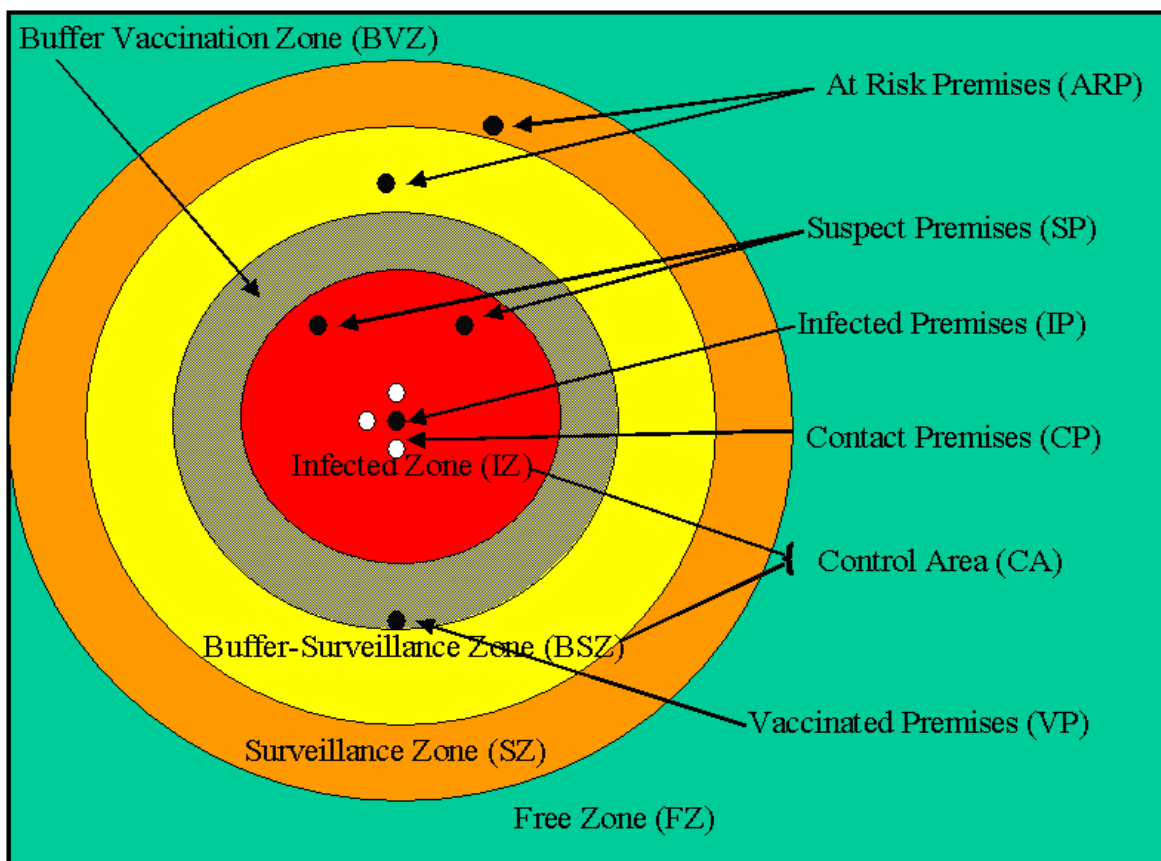 Buffer Vaccination Zone (BVZ)
At Risk Premises (ARP)
Suspect Premises (SP)
Infected Premises (IP)
Contact Premises (CP)
Infected Zone (IZ)
Control Area (CA)
Buffer-Surveillance Zone (BSZ)
Vaccinated Premises (VP)
Surveillance Zone (SZ)
Free Zone (FZ)